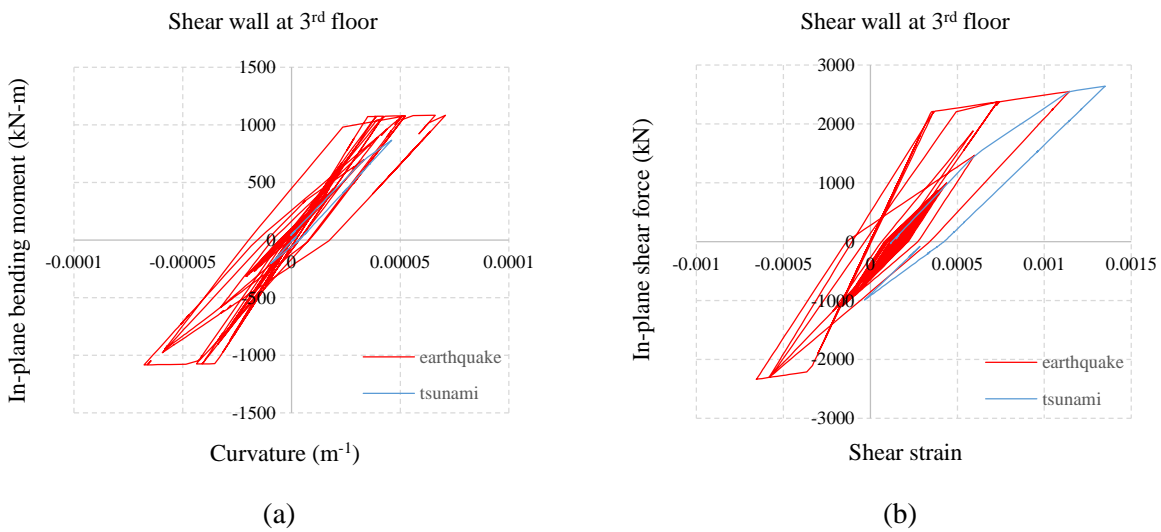 Shear wall at 3rd floor
In-plane bending moment (kN-m)
1500
1000
500
0
-500
-1000
-1500
-0.0001
-0.00005
0
0.00005
0.0001
earthquake
tsunami
Curvature (m-1)
(a)
Shear wall at 3rd floor
In-plane shear force (kN)
3000
2000
1000
0
-1000
-2000
-3000
-0.001
-0.0005
0
0.0005
0.001
0.0015
earthquake
tsunami
Shear strain
(b)